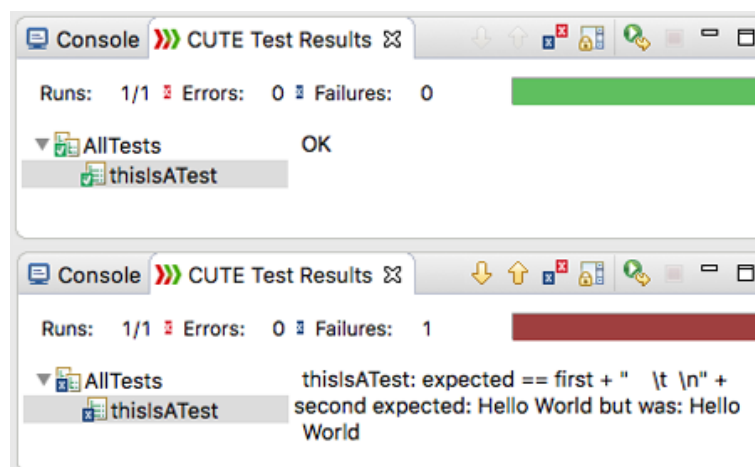 Console CUTE Test Results
Runs: 1/1 Errors: 0 Failures: 0
AllTests OK
thisIsATest
Console CUTE Test Results
Runs: 1/1 Errors: 0 Failures: 1
AllTests thisIsATest: expected == first + "   \t  \n" +
thisIsATest second expected: Hello World but was: Hello
World